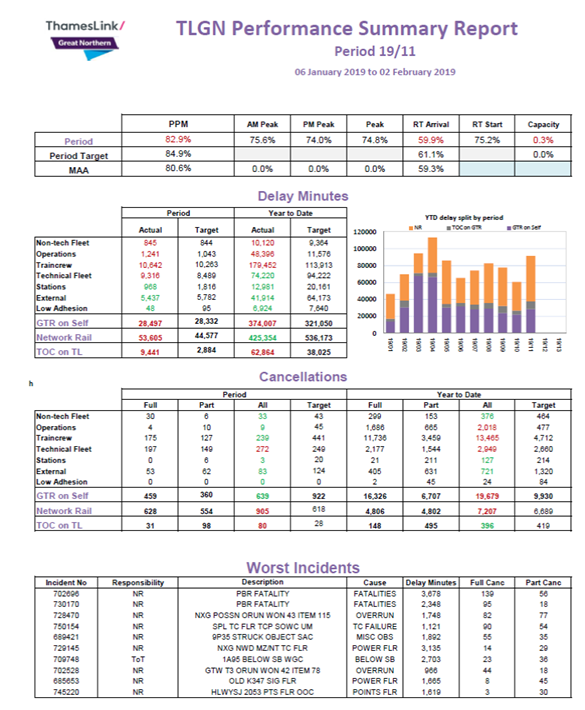 ThamesLink/
Great Northern
TLGN Performance Summary Report
Period 19/11
06 January 2019 to 02 February 2019
PPM AM Peak PM Peak Peak RT Arrival RT Start Capacity
Period 82.9% 75.6% 74.0% 74.8% 59.9% 75.2% 0.3%
Period Target 84.9% 61.1% 0.0%
MAA 80.6% 0.0% 0.0% 0.0% 59.3%
Delay Minutes
Period Year to Date
Actual Target Actual Target
Non-tech Fleet 845 844 10,120 9,364
Operations 1,241 1,043 48,396 11,576
Traincrew 10,642 10,263 179,452 113,913
Technical Fleet 9,316 8,489 74,220 94,222
Stations 968 1,816 12,981 20,161
External 5,437 5,782 41,914 64,173
Low Adhesion 48 95 6,924 7,640
GTR on Self 28,497 28,332 374,007 321,050
Network Rail 53,605 44,577 425,354 536,173
TOC on TL 9,441 2,884 62,864 38,025
YTD delay split by period
NR TOC on GTR GTR on Self
120000
100000
80000
60000
40000
20000
0
1901 1902 1903 1904 1905 1906 1907 1908 1909 1910 1911 1912 1913
h
Cancellations
Period Year to Date
Full Part All Target Full Part All Target
Non-tech Fleet 30 6 33 43 299 153 376 464
Operations 4 10 9 45 1,686 665 2,018 477
Traincrew 175 127 239 441 11,736 3,459 13,465 4,712
Technical Fleet 197 149 272 249 2,177 1,544 2,949 2,660
Stations 0 6 3 20 21 211 127 214
External 53 62 83 124 405 631 721 1,320
Low Adhesion 0 0 0 0 2 45 24 84
GTR on Self 459 360 639 922 16,326 6,707 19,679 9,930
Network Rail 628 554 905 618 4,806 4,802 7,207 6,689
TOC on TL 31 98 80 28 148 495 396 419
Worst Incidents
Incident No Responsibility Description Cause Delay Minutes Full Canc Part Canc
702696 NR PBR FATALITY FATALITIES 3,678 139 56
730170 NR PBR FATALITY FATALITIES 2,348 95 18
728470 NR NXG POSSN ORUN WON 43 ITEM 115 OVERRUN 1,748 82 77
750154 NR SPL TC FLR TCP SOWC UM TC FAILURE 1,121 90 54
689421 NR 9P35 STRUCK OBJECT SAC MISC OBS 1,892 55 35
729145 NR NXG NWD MZ/NT TC FLR POWER FLR 3,135 14 29
709748 ToT 1A95 BELOW SB WGC BELOW SB 2,703 23 36
702528 NR GTW T3 ORUN WON 42 ITEM 78 OVERRUN 966 44 18
685653 NR OLD K347 SIG FLR POWER FLR 1,665 8 45
745220 NR HLWYSJ 2053 PTS FLR OOC POINTS FLR 1,619 3 30